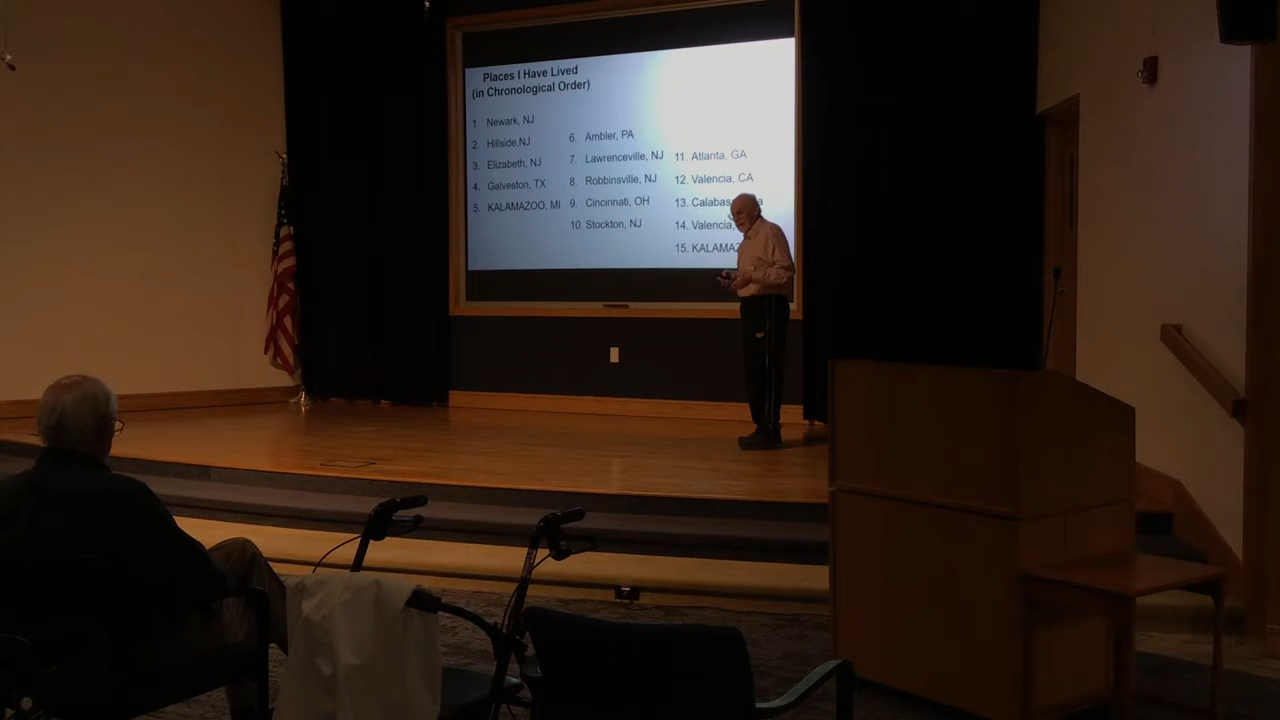 Places I Have Lived
(in Chronological Order)
1. Newark, NJ
2. Hillside,NJ
3. Elizabeth, NJ
4. Galveston, TX
5. KALAMAZOO, MI
6. Ambler, PA
7. Lawrenceville, NJ
8. Robbinsville, NJ
9. Cincinnati, OH
10. Stockton, NJ
11. Atlanta, GA
12. Valencia, CA
13.
14. Valencia,
15.